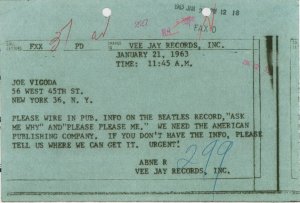 FXX PD
VEE JAY RECORDS, INC.
JANUARY 21, 1963
TIME: 11:45 A.M.
JOE VIGODA
56 WEST 45TH ST.
NEW YORK 36, N. Y.
PLEASE WIRE IN PUB. INFO ON THE BEATLES RECORD,"ASK
ME WHY" AND "PLEASE PLEASE ME." WE NEED THE AMERICAN
PUBLISHING COMPANY. IF YOU DON'T HAVE THE INFO, PLEASE
TELL US WHERE WE CAN GET IT. URGENT!
ABNE R
VEE JAY RECORDS, INC.
299